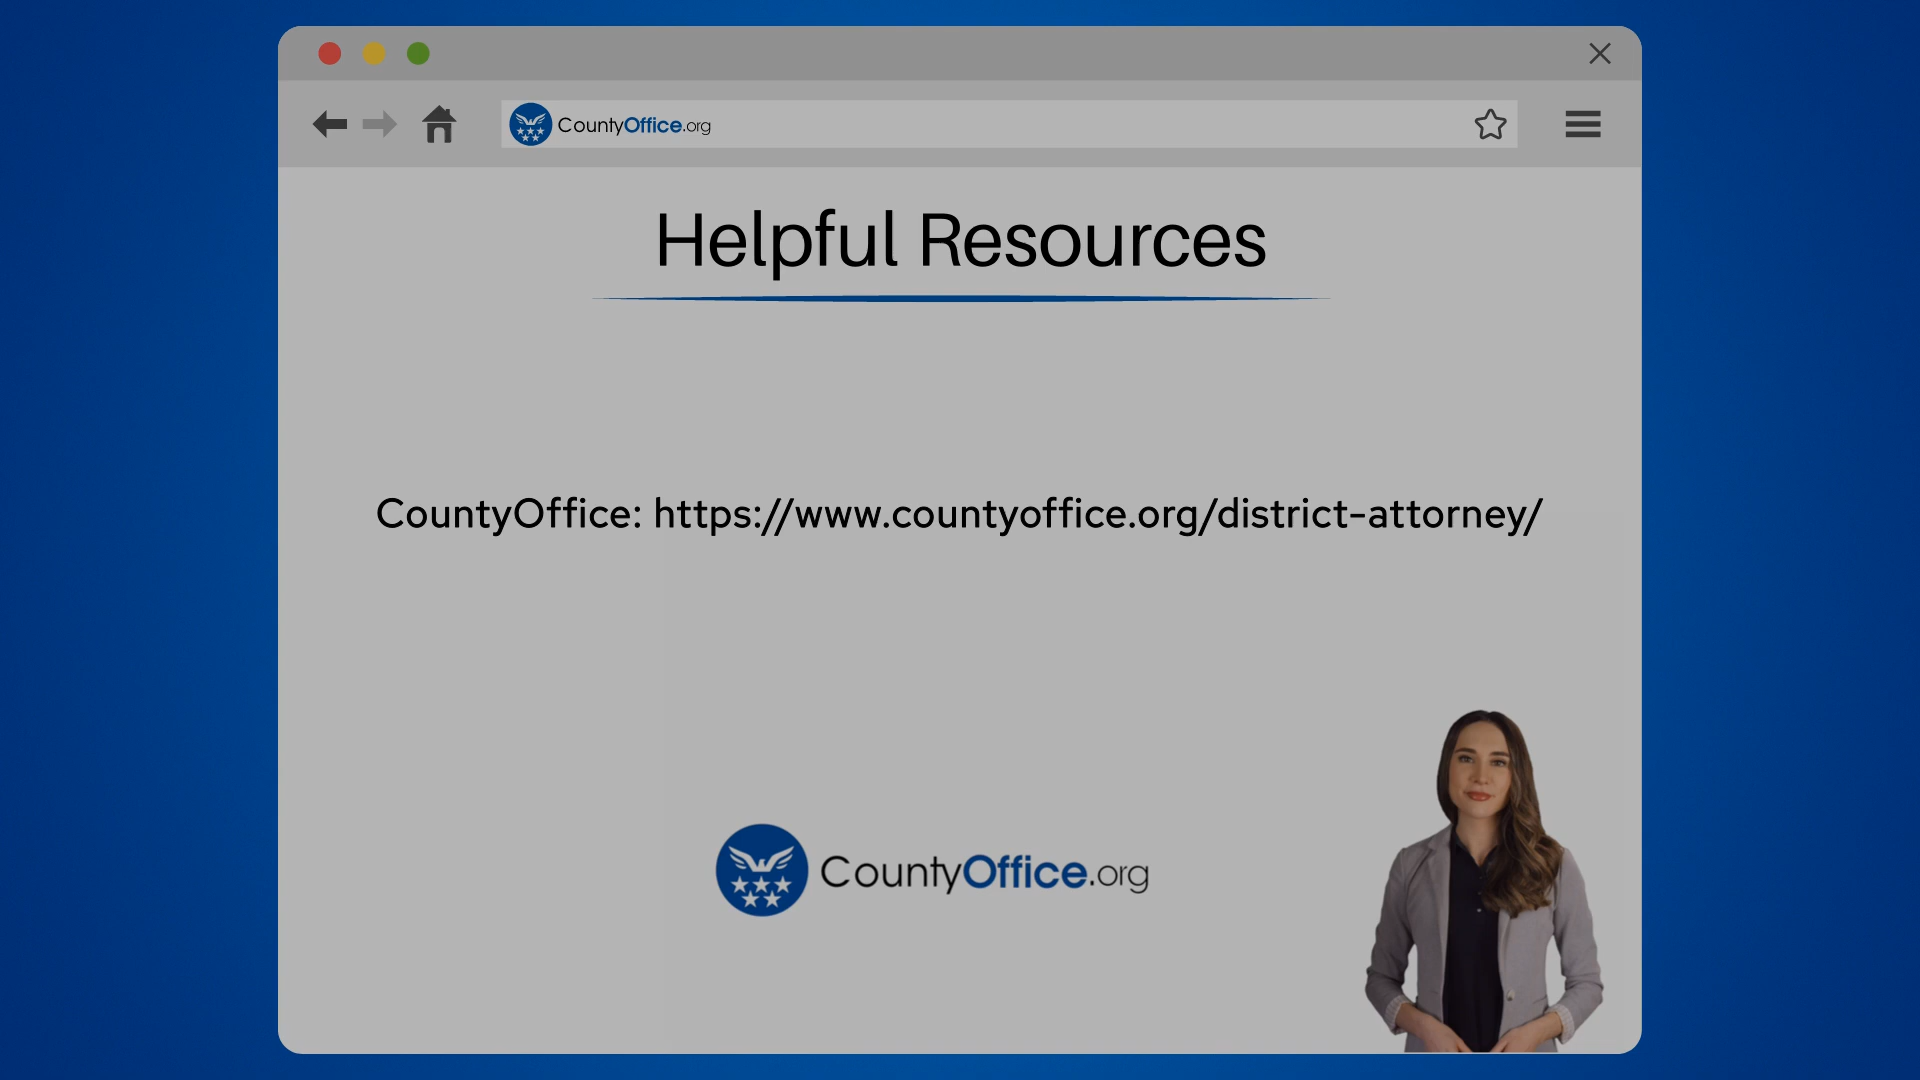 CountyOffice.org
Helpful Resources
CountyOffice: https://www.countyoffice.org/district-attorney/
CountyOffice.org